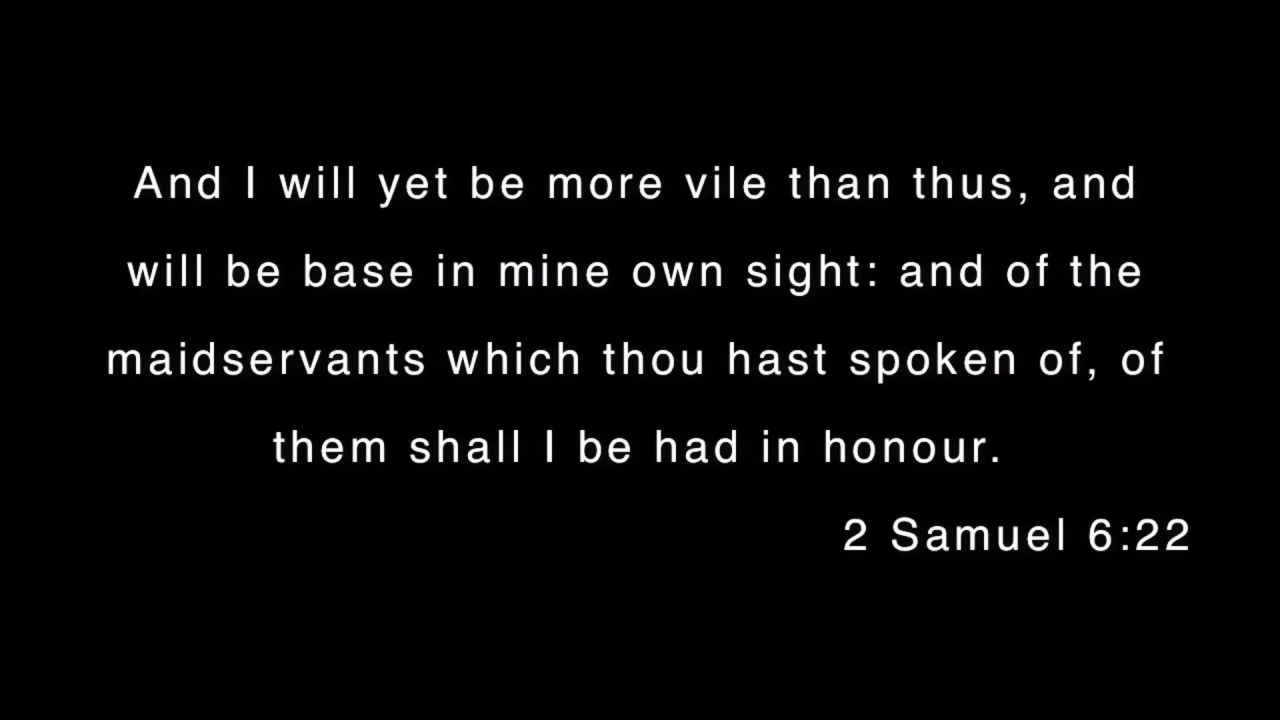 And I will yet be more vile than thus, and
will be base in mine own sight: and of the
maidservants which thou hast spoken of, of
them shall I be had in honour.
2 Samuel 6:22